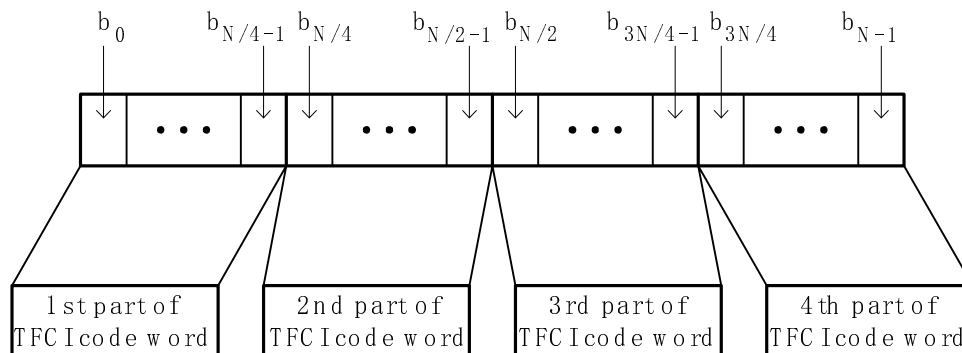 b0 bN/4-1 bN/4 bN/2-1 bN/2 b3N/4-1 b3N/4 bN-1
1st part of
TFCI code word
2nd part of
TFCI code word
3rd part of
TFCI code word
4th part of
TFCI code word